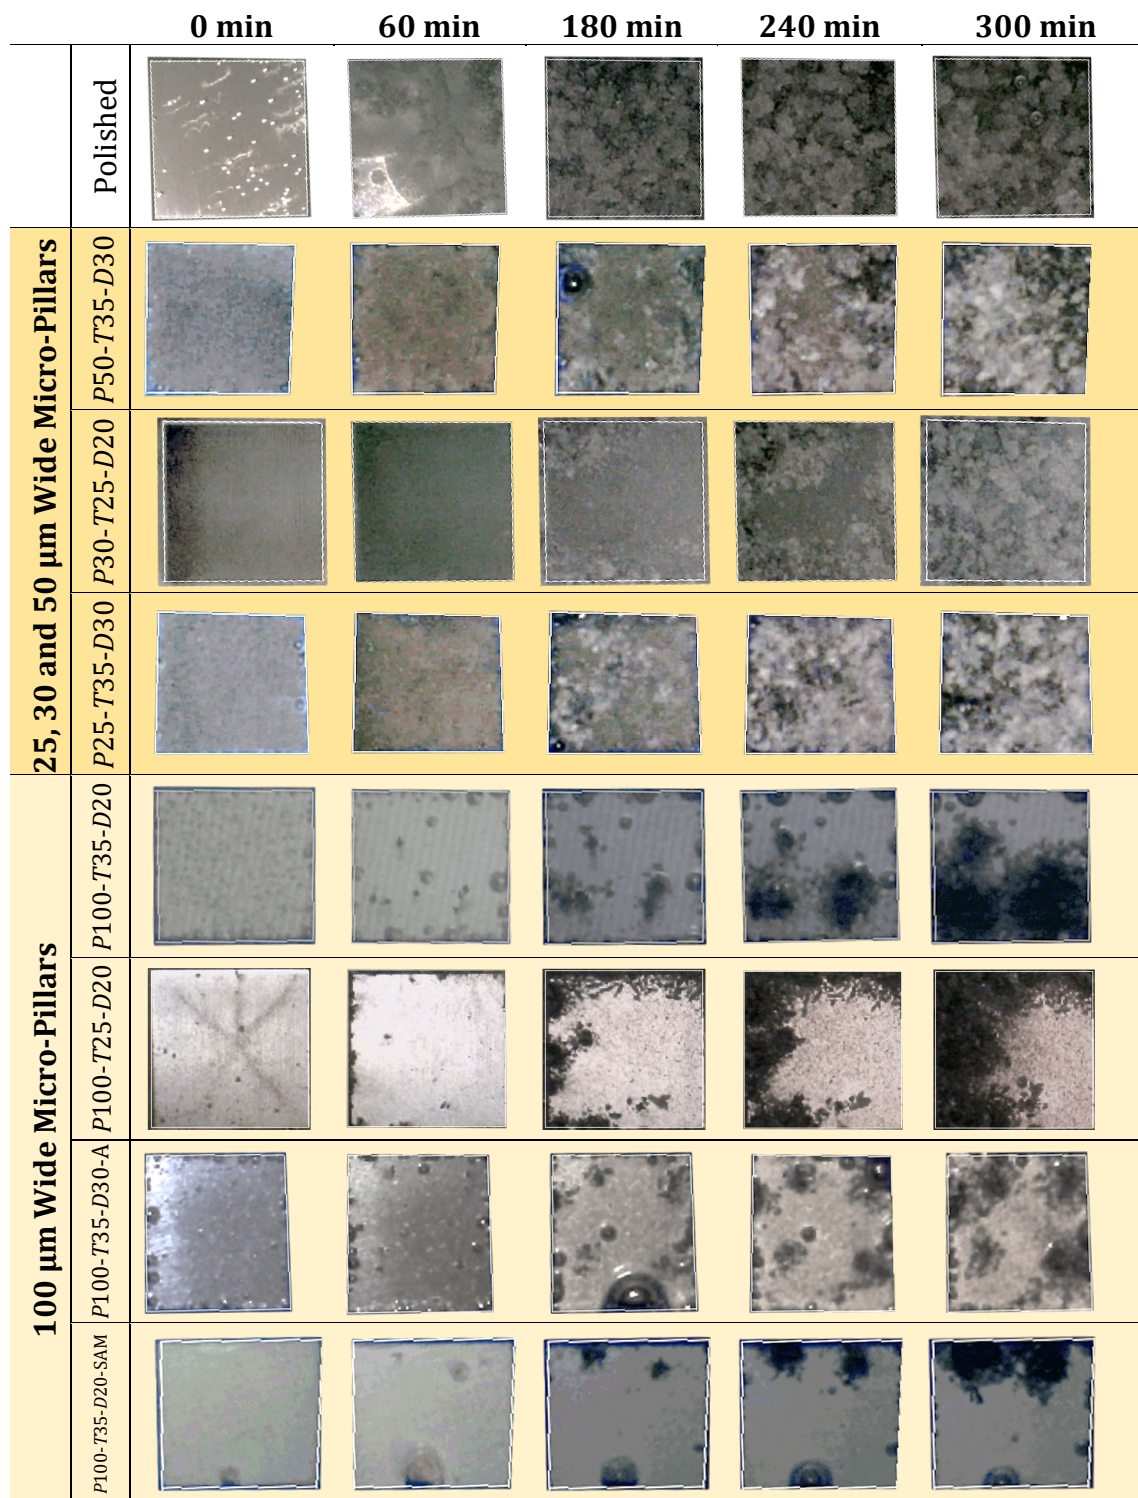 0 min 60 min 180 min 240 min 300 min
Polished
25, 30 and 50 µm Wide Micro-Pillars
P50-T35-D30
P30-T25-D20
P25-T35-D30
100 µm Wide Micro-Pillars
P100-T35-D20
P100-T25-D20
P100-T35-D30-A
P100-T35-D20-SAM